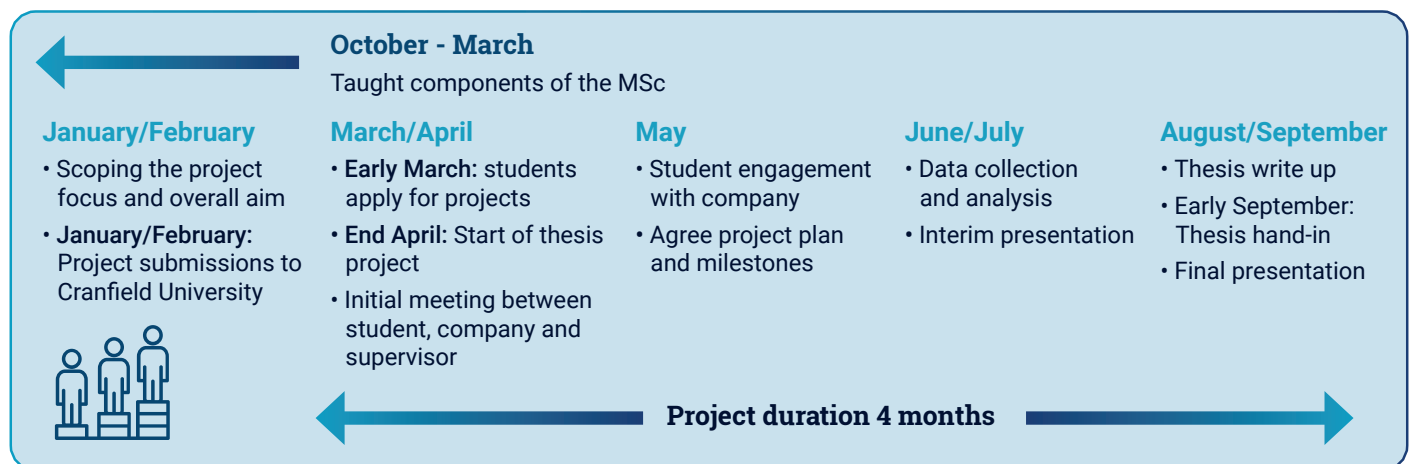 October - March
Taught components of the MSc
January/February
• Scoping the project
focus and overall aim
• January/February:
Project submissions to
Cranfield University
March/April
• Early March: students
apply for projects
• End April: Start of thesis
project
• Initial meeting between
student, company and
supervisor
May
• Student engagement
with company
• Agree project plan
and milestones
June/July
• Data collection
and analysis
• Interim presentation
August/September
• Thesis write up
• Early September:
Thesis hand-in
• Final presentation
Project duration 4 months